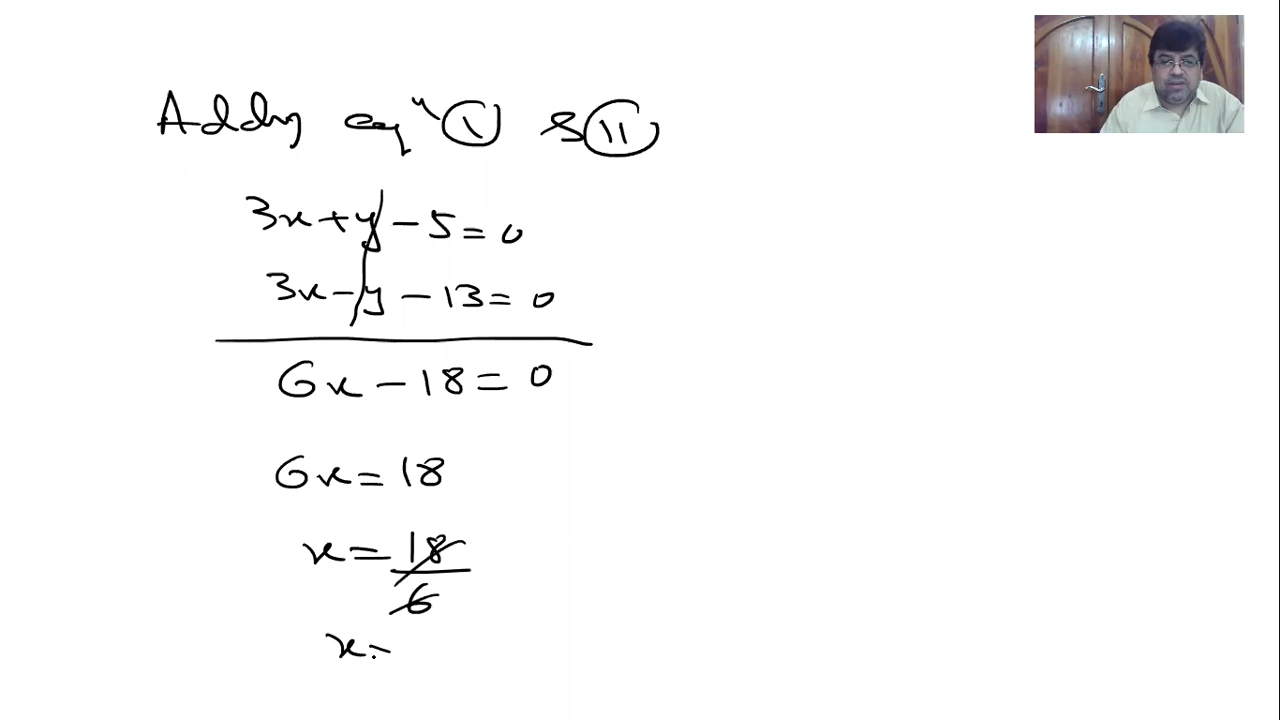 Adding eqⁿ (I) & (II)
3x + y - 5 = 0
3x - y - 13 = 0
6x - 18 = 0
6x = 18
x = 18/6
x =